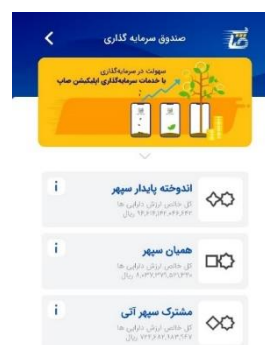 صندوق سرمایه گذاری
سهولت در سرمایه‌گذاری
با خدمات سرمایه‌گذاری اپلیکیشن صاپ
اندوخته پایدار سپهر
کل خالص ارزش دارایی ها
ریال
همیان سپهر
کل خالص ارزش دارایی ها
ریال
مشترک سپهر آتی
کل خالص ارزش دارایی ها
ریال